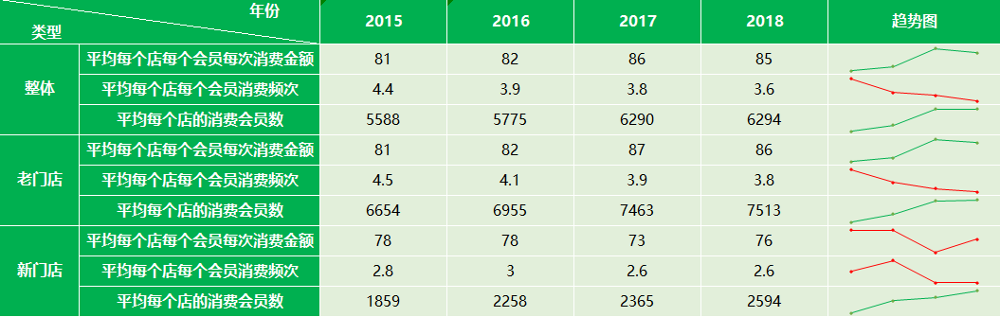 年份
类型
2015 2016 2017 2018 趋势图
整体
平均每个店每个会员每次消费金额 81 82 86 85
平均每个店每个会员消费频次 4.4 3.9 3.8 3.6
平均每个店的消费会员数 5588 5775 6290 6294
老门店
平均每个店每个会员每次消费金额 81 82 87 86
平均每个店每个会员消费频次 4.5 4.1 3.9 3.8
平均每个店的消费会员数 6654 6955 7463 7513
新门店
平均每个店每个会员每次消费金额 78 78 73 76
平均每个店每个会员消费频次 2.8 3 2.6 2.6
平均每个店的消费会员数 1859 2258 2365 2594